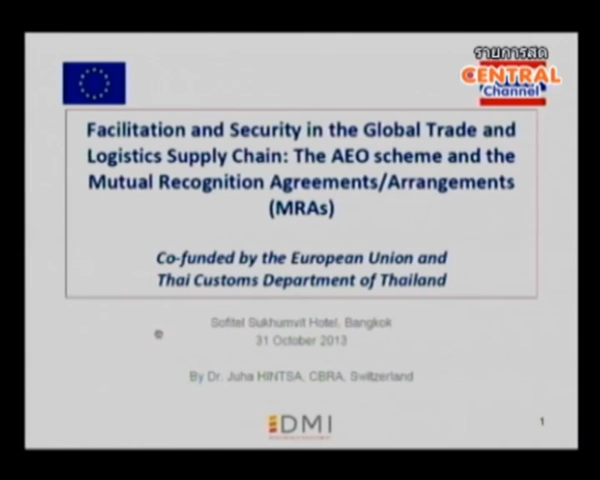 รายการสด
CENTRAL
Channel
Facilitation and Security in the Global Trade and
Logistics Supply Chain: The AEO scheme and the
Mutual Recognition Agreements/Arrangements
(MRAs)
Co-funded by the European Union and
Thai Customs Department of Thailand
Sofitel Sukhumvit Hotel, Bangkok
31 October 2013
By Dr. Juha HINTSA, CBRA, Switzerland
DMI
1